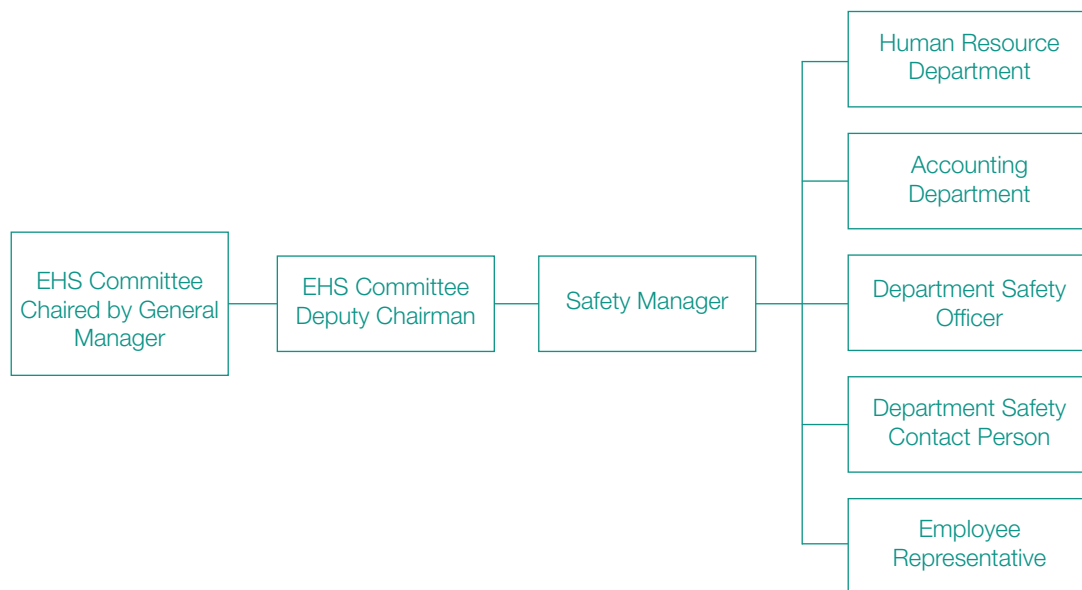 Human Resource
Department
Accounting
Department
EHS Committee
Chaired by General
Manager
EHS Committee
Deputy Chairman
Safety Manager
Department Safety
Officer
Department Safety
Contact Person
Employee
Representative